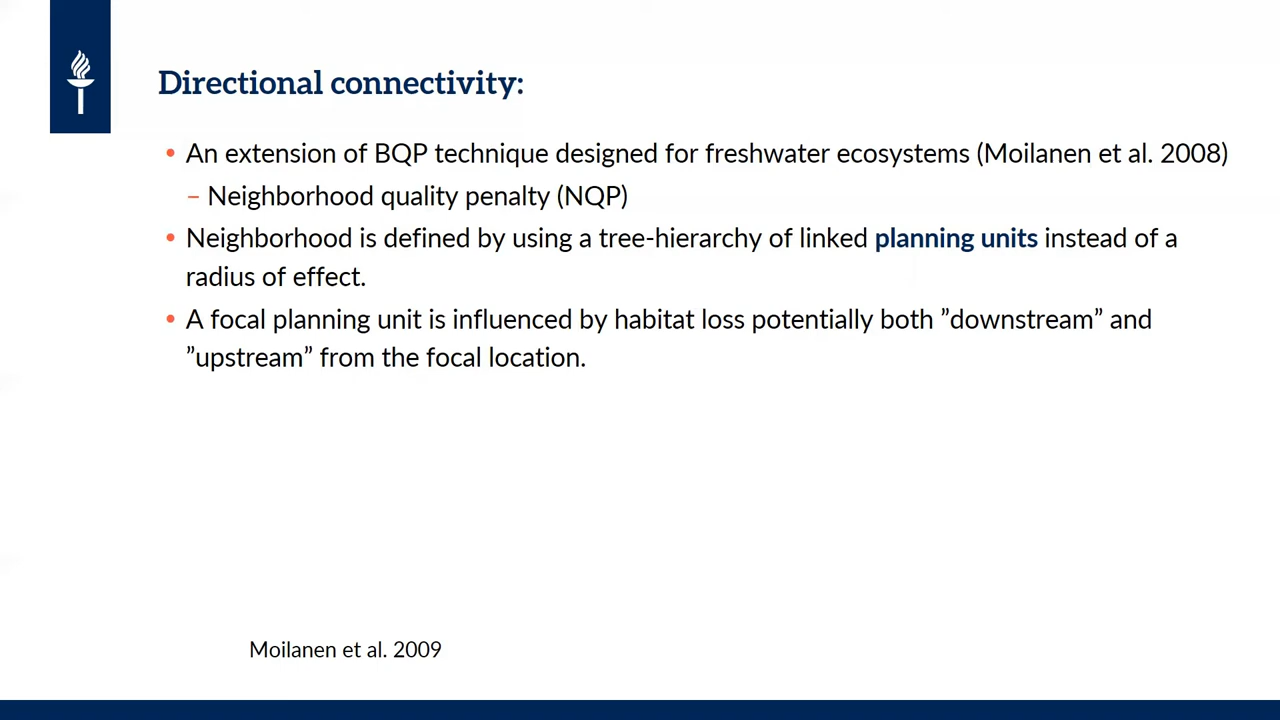 Directional connectivity:
• An extension of BQP technique designed for freshwater ecosystems (Moilanen et al. 2008)
– Neighborhood quality penalty (NQP)
• Neighborhood is defined by using a tree-hierarchy of linked planning units instead of a
radius of effect.
• A focal planning unit is influenced by habitat loss potentially both ”downstream” and
”upstream” from the focal location.
Moilanen et al. 2009